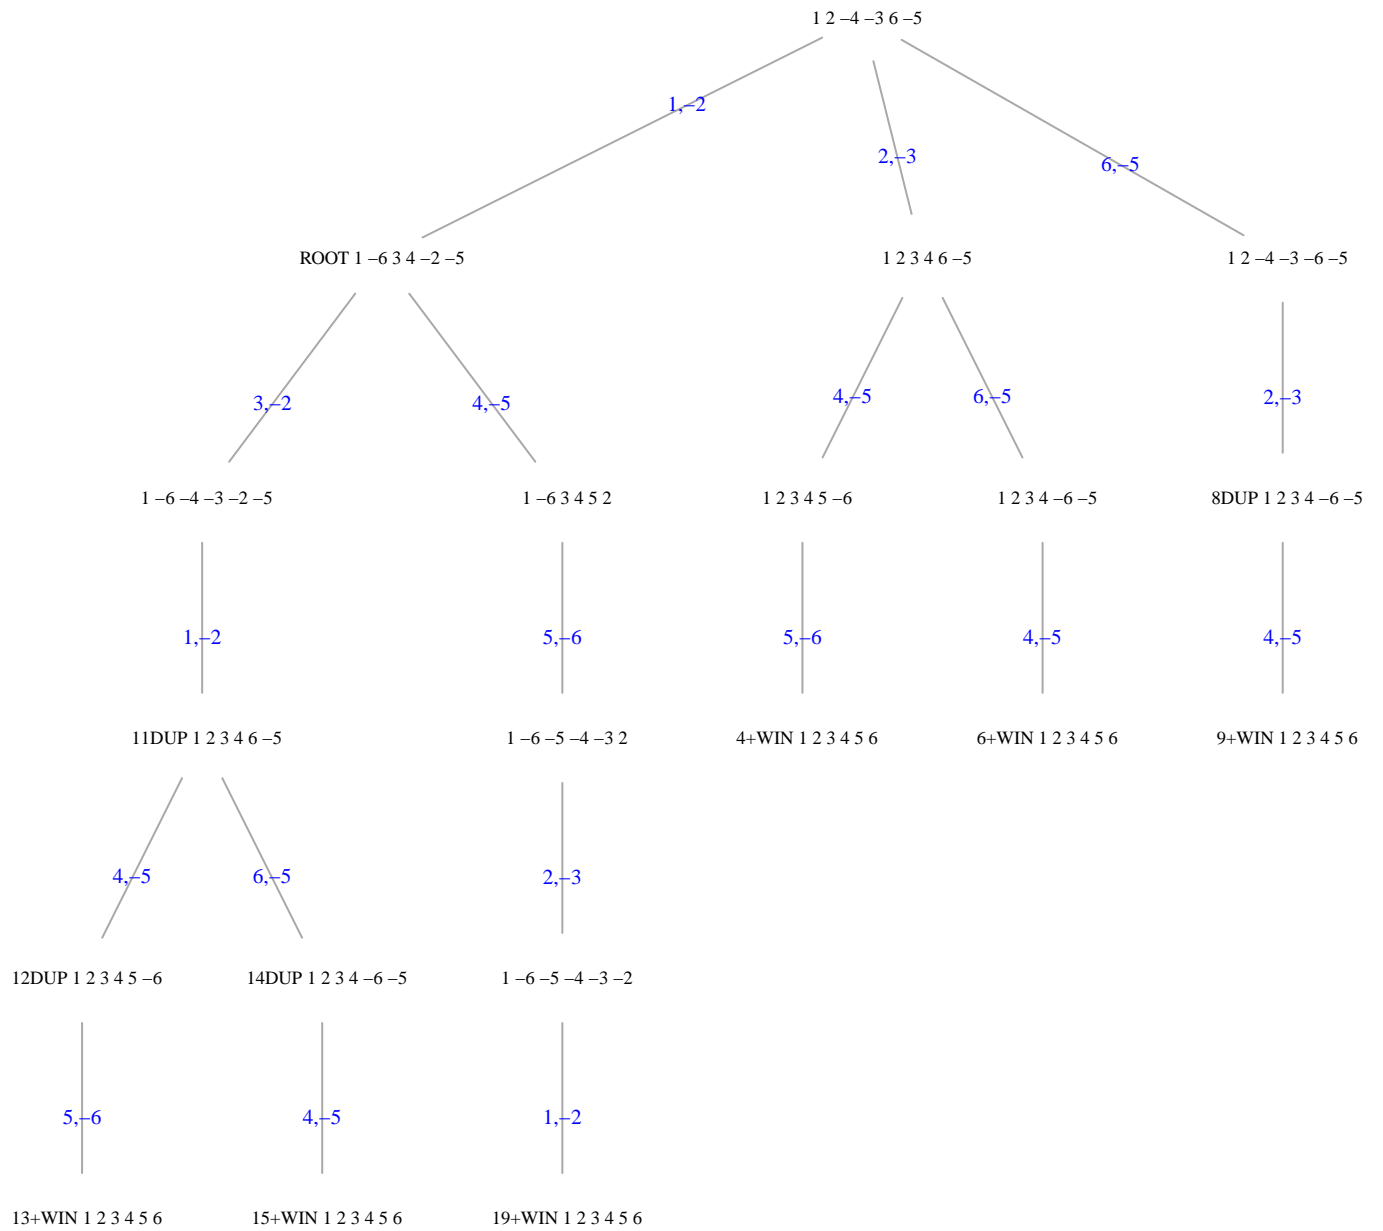 1 2 –4 –3 6 –5
1,–2
2,–3
6,–5
ROOT 1 –6 3 4 –2 –5
1 2 3 4 6 –5
1 2 –4 –3 –6 –5
3,–2
4,–5
4,–5
6,–5
2,–3
1 –6 –4 –3 –2 –5
1 –6 3 4 5 2
1 2 3 4 5 –6
1 2 3 4 –6 –5
8DUP 1 2 3 4 –6 –5
1,–2
5,–6
5,–6
4,–5
4,–5
11DUP 1 2 3 4 6 –5
1 –6 –5 –4 –3 2
4+WIN 1 2 3 4 5 6
6+WIN 1 2 3 4 5 6
9+WIN 1 2 3 4 5 6
4,–5
6,–5
2,–3
12DUP 1 2 3 4 5 –6
14DUP 1 2 3 4 –6 –5
1 –6 –5 –4 –3 –2
5,–6
4,–5
1,–2
13+WIN 1 2 3 4 5 6
15+WIN 1 2 3 4 5 6
19+WIN 1 2 3 4 5 6